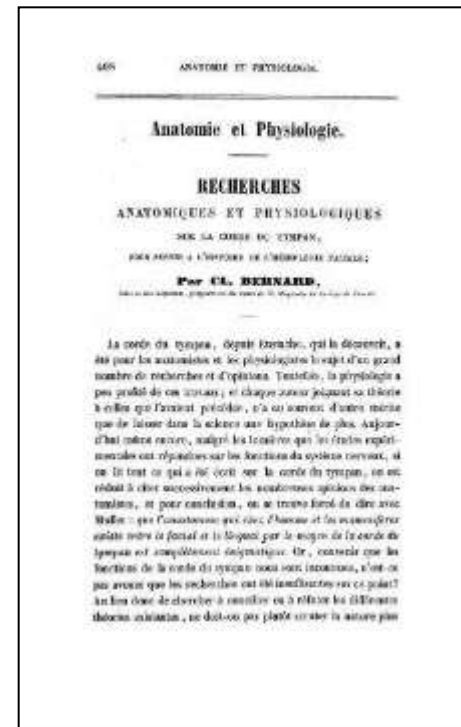 408 ANATOMIE ET PHYSIOLOGIE.
Anatomie et Physiologie.
RECHERCHES
ANATOMIQUES ET PHYSIOLOGIQUES
SUR LA CORDE DU TYMPAN,
POUR SERVIR A L'HISTOIRE DE L'HÉMIPLÉGIE FACIALE;
Par CL. BERNARD,
La corde du tympan, depuis Eustache, qui la découvrit, a
été pour les anatomistes et les physiologistes le sujet d'un grand
nombre de recherches et d'opinions. Toutefois, la physiologie a
peu profité de ces travaux, et chaque auteur joignant sa théorie
à celles qui l'avaient précédée, n'a eu souvent d'autre mérite
que de laisser dans la science une hypothèse de plus. Aujour-
d'hui même encore, malgré les lumières que les études expéri-
mentales ont répandues sur les fonctions du système nerveux, si
on lit tout ce qui a été écrit sur la corde du tympan, on est
réduit à citer successivement les nombreuses opinions des ana-
tomistes, et pour conclusion, on se trouve forcé de dire avec
Muller : que l'anastomose qui chez l'homme et les mammifères
existe entre le facial et le lingual par le moyen de la corde du
tympan est complètement énigmatique. Or, convenir que les
fonctions de la corde du tympan nous sont inconnues, n'est-ce
pas avouer que les recherches ont été insuffisantes sur ce point?
Au lieu donc de chercher à concilier ou à réfuter les différentes
théories existantes, ne doit-on pas plutôt scruter la nature plus